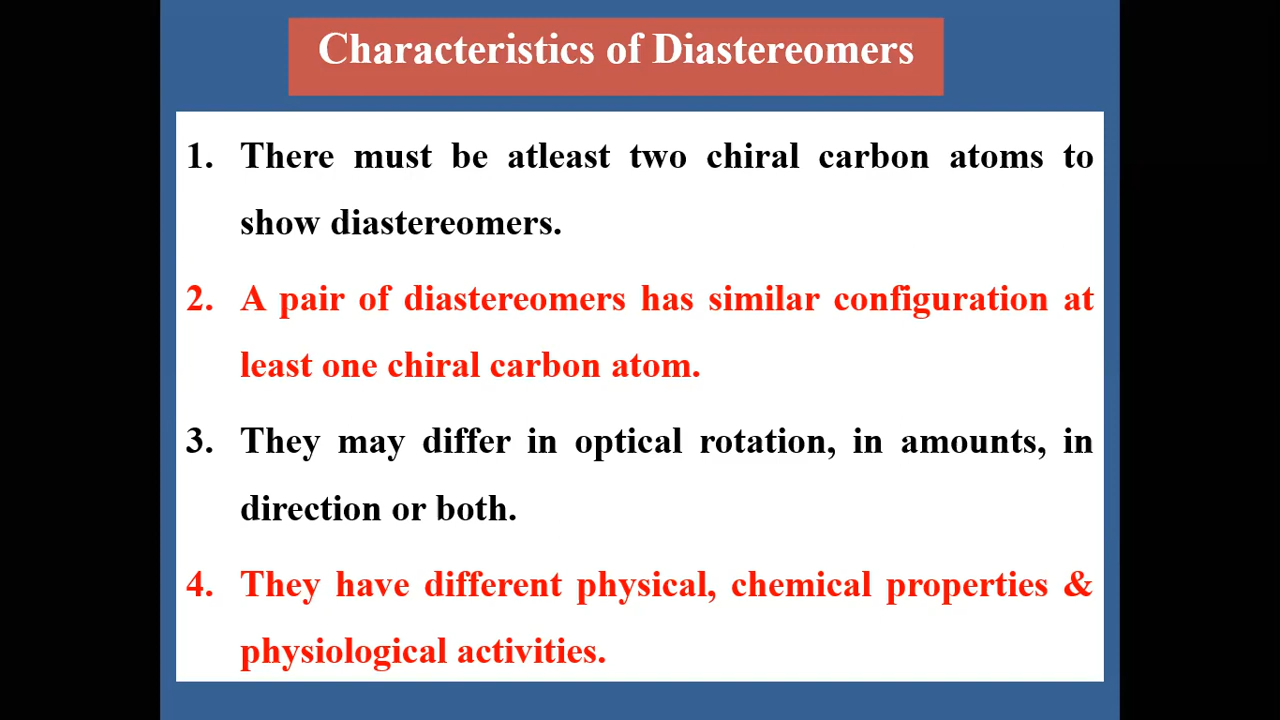 Characteristics of Diastereomers
1. There must be atleast two chiral carbon atoms to
show diastereomers.
2. A pair of diastereomers has similar configuration at
least one chiral carbon atom.
3. They may differ in optical rotation, in amounts, in
direction or both.
4. They have different physical, chemical properties &
physiological activities.